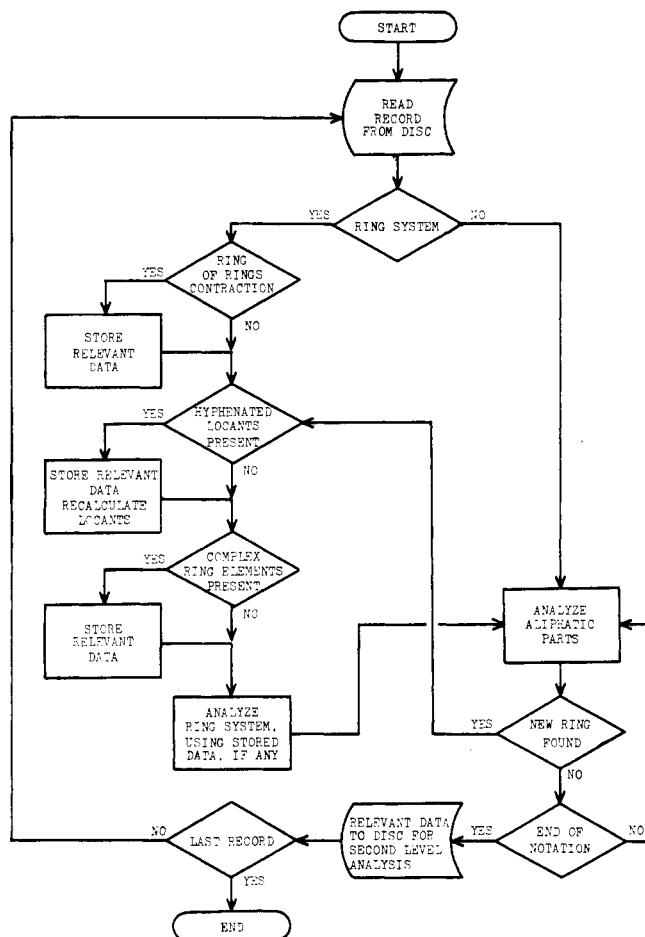 START
READ
RECORD
FROM DISC
YES
RING SYSTEM
NO
YES
RING
OF RINGS
CONTRACTION
NO
STORE
RELEVANT
DATA
YES
HYPHENATED
LOCANTS
PRESENT
NO
STORE RELEVANT
DATA
RECALCULATE
LOCANTS
YES
COMPLEX
RING ELEMENTS
PRESENT
NO
STORE
RELEVANT
DATA
ANALYZE
ALIPHATIC
PARTS
ANALYZE
RING SYSTEM,
USING STORED
DATA, IF ANY
YES
NEW RING
FOUND
NO
NO
LAST RECORD
YES
RELEVANT DATA
TO DISC FOR
SECOND LEVEL
ANALYSIS
YES
END OF
NOTATION
NO
END